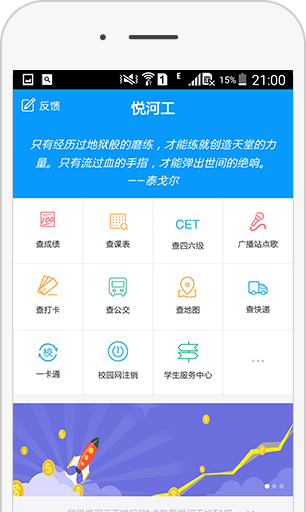 1 E 15% 21:00
反馈
悦河工
只有经历过地狱般的磨练，才能练就创造天堂的力
量。只有流过血的手指，才能弹出世间的绝响。
——泰戈尔
100 CET
查成绩 查课表 查四六级 广播站点歌
查打卡 查公交 查地图 查快递
校
一卡通 校园网注销 学生服务中心 ...